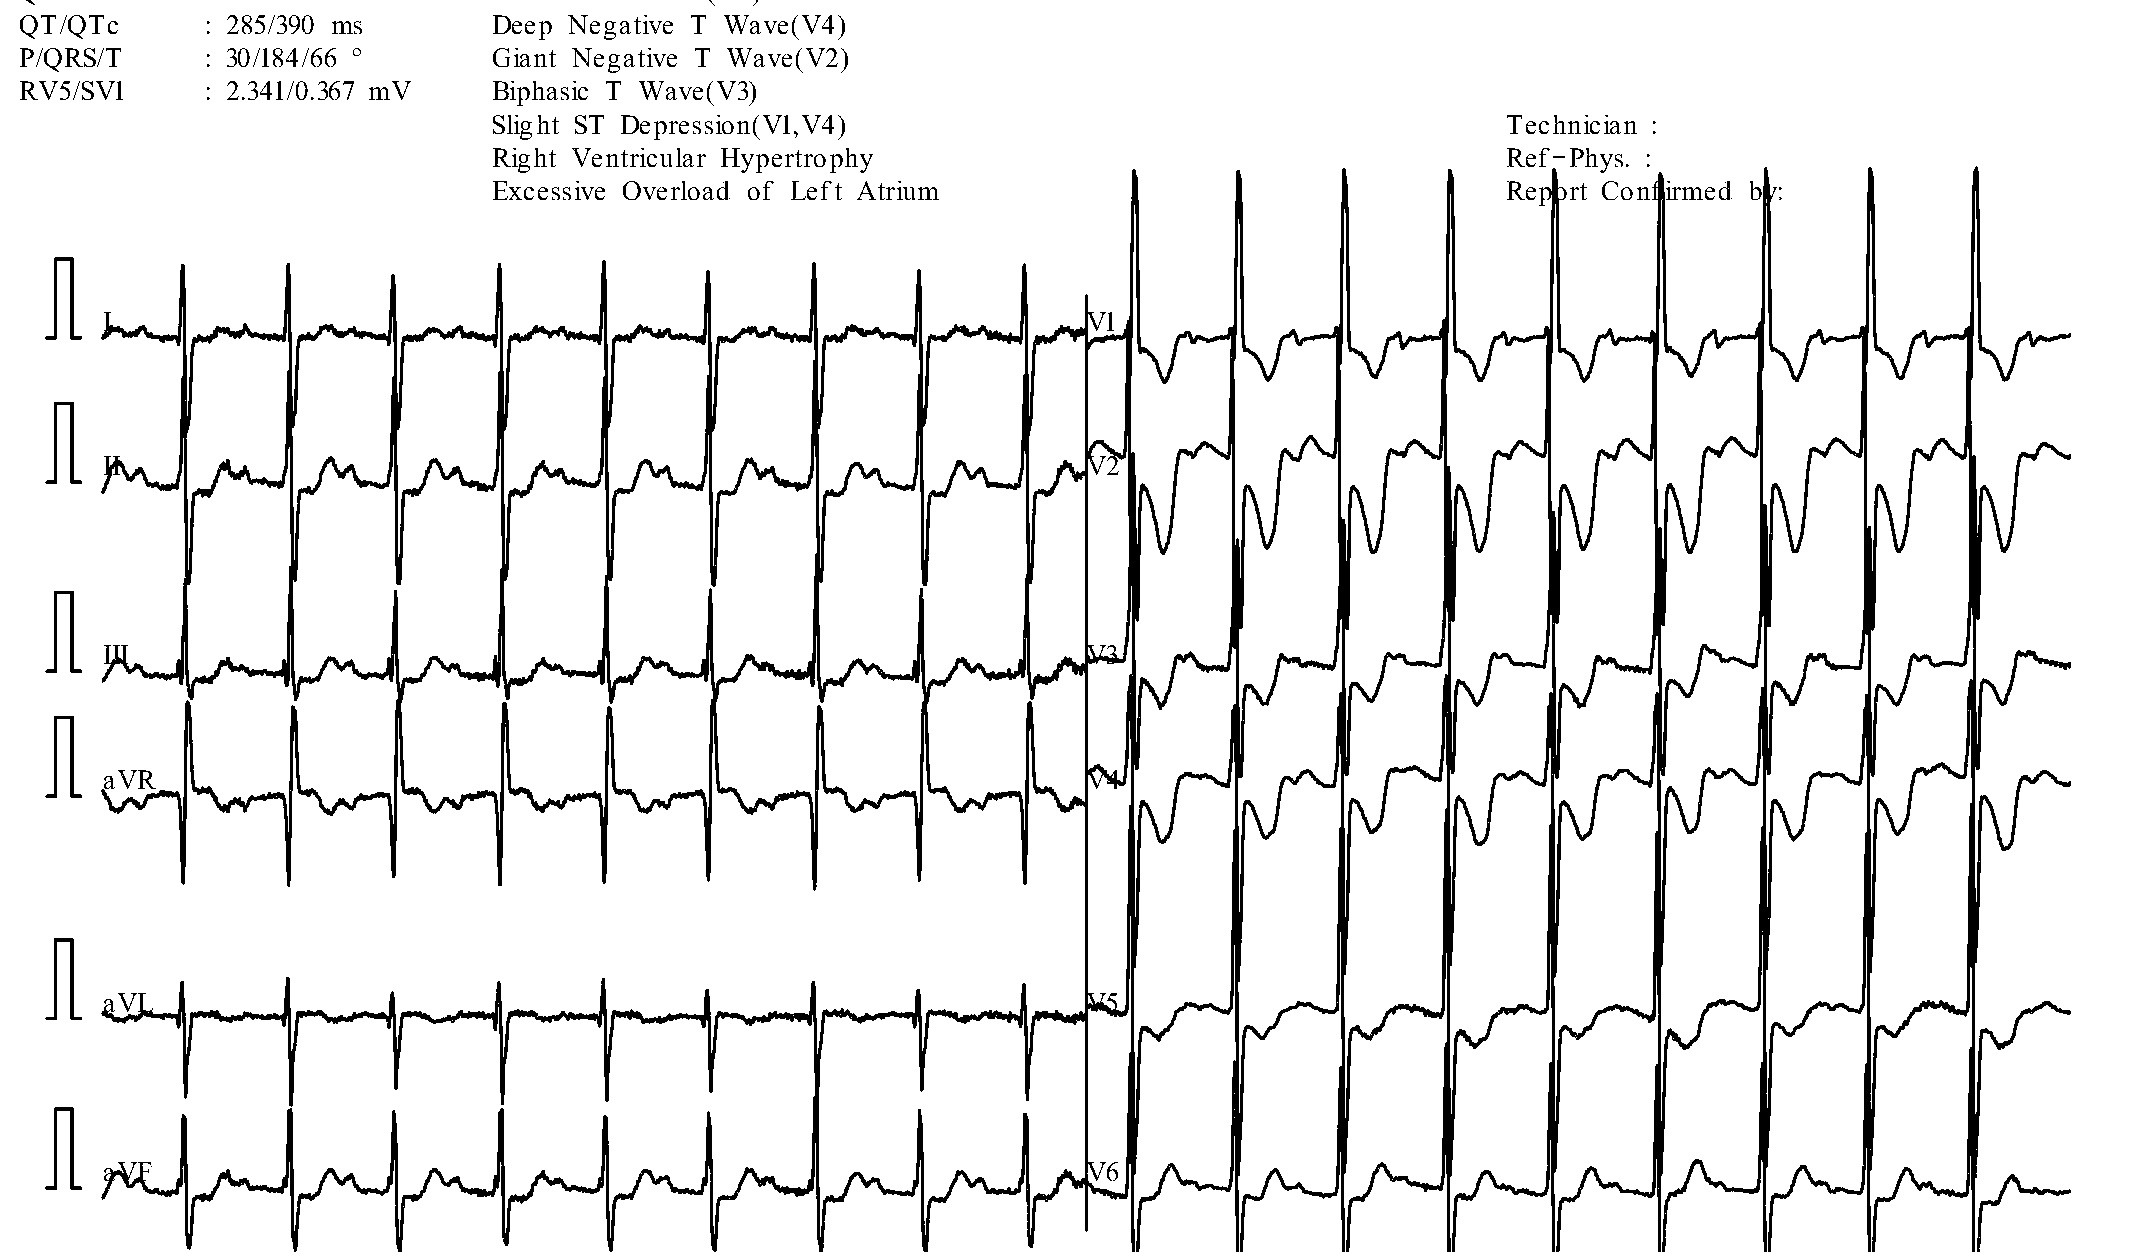 QT/QTc : 285/390 ms
P/QRS/T : 30/184/66 °
RV5/SV1 : 2.341/0.367 mV
Deep Negative T Wave(V4)
Giant Negative T Wave(V2)
Biphasic T Wave(V3)
Slight ST Depression(V1,V4)
Right Ventricular Hypertrophy
Excessive Overload of Left Atrium
Technician :
Ref-Phys. :
Report Confirmed by:
I
II
III
aVR
aVL
aVF
V1
V2
V3
V4
V5
V6